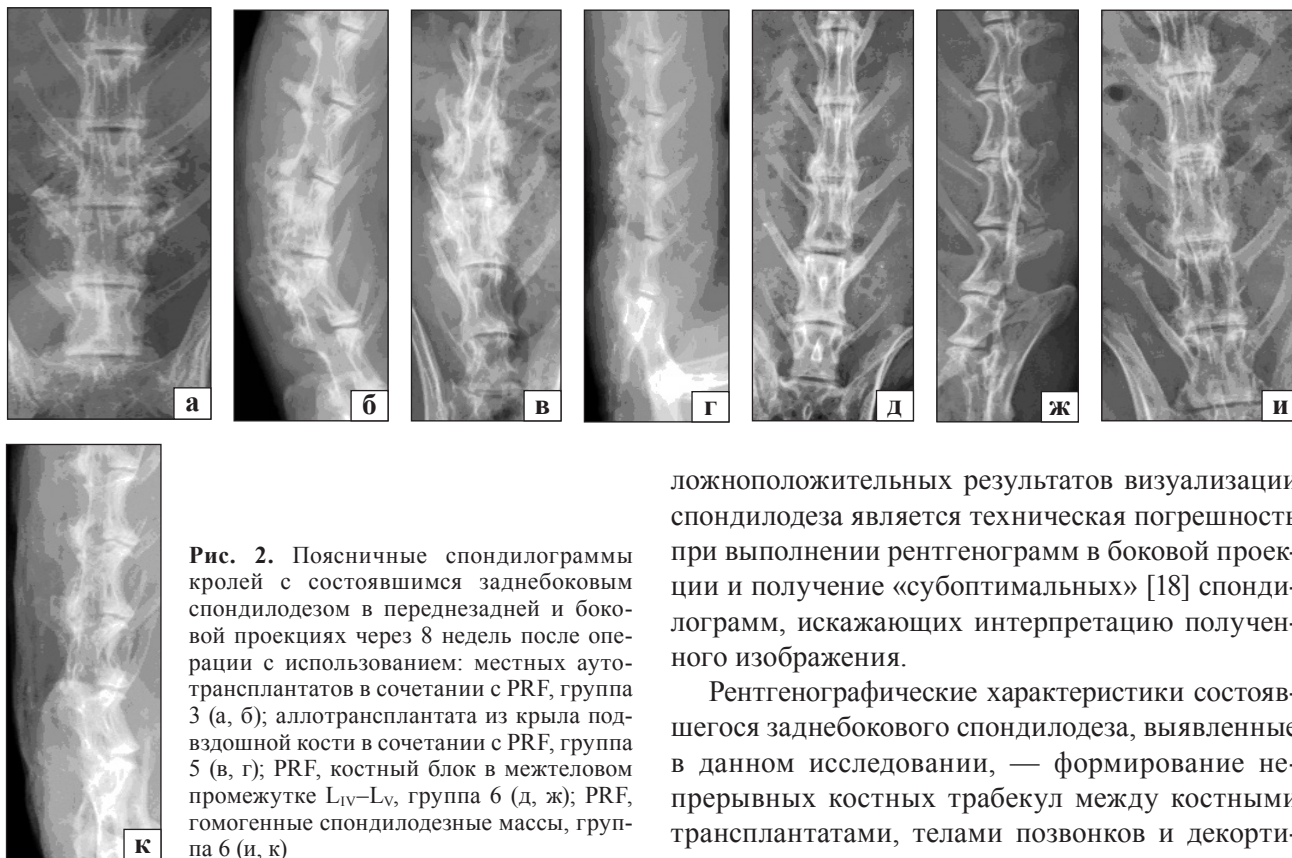 а
б
в
г
д
ж
и
к
Рис. 2. Поясничные спондилограммы
кролей с состоявшимся заднебоковым
спондилодезом в переднезадней и боко-
вой проекциях через 8 недель после опе-
рации с использованием: местных ауто-
трансплантатов в сочетании с PRF, группа
3 (а, б); аллотрансплантата из крыла под-
вздошной кости в сочетании с PRF, группа
5 (в, г); PRF, костный блок в межтеловом
промежутке LIV–LV, группа 6 (д, ж); PRF,
гомогенные спондилодезные массы, груп-
па 6 (и, к)
ложноположительных результатов визуализации
спондилодеза является техническая погрешность
при выполнении рентгенограмм в боковой проек-
ции и получение «субоптимальных» [18] спонди-
лограмм, искажающих интерпретацию получен-
ного изображения.
Рентгенографические характеристики состояв-
шегося заднебокового спондилодеза, выявленные
в данном исследовании, — формирование не-
прерывных костных трабекул между костными
трансплантатами, телами позвонков и декорти-